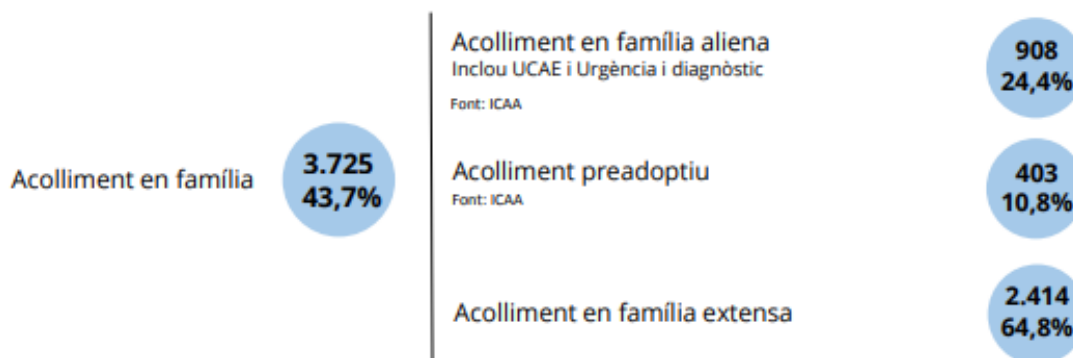 Acolliment en família
3.725
43,7%
Acolliment en família aliena
Inclou UCAE i Urgència i diagnòstic
Font: ICAA
908
24,4%
Acolliment preadoptiu
Font: ICAA
403
10,8%
Acolliment en família extensa
2.414
64,8%